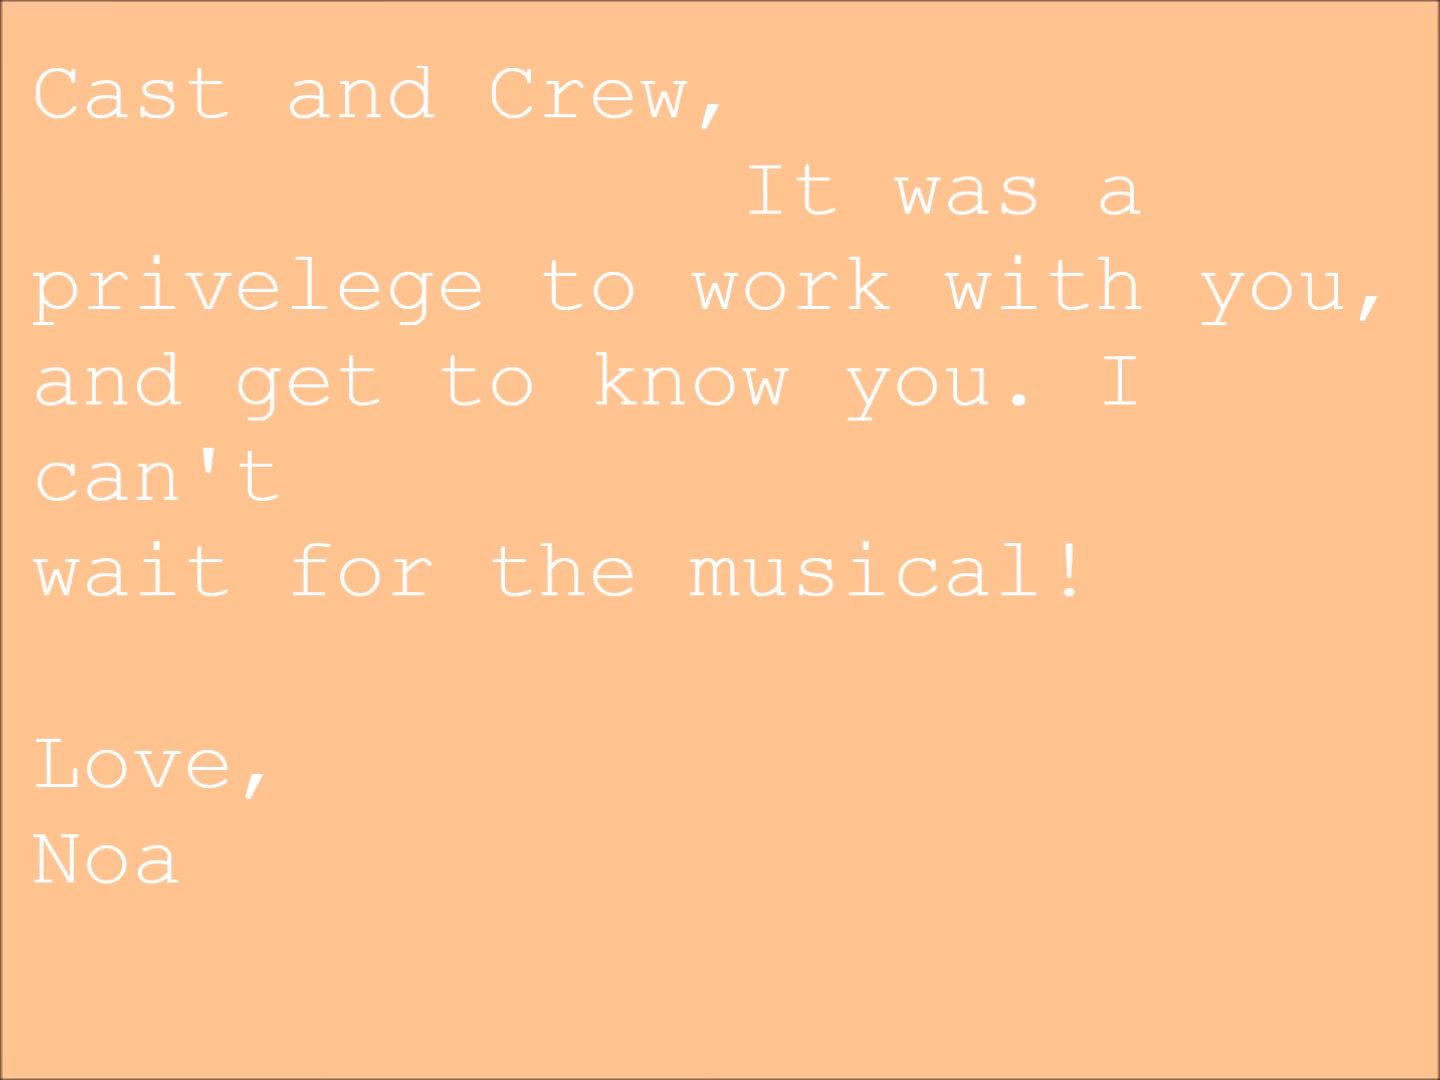 Cast and Crew,
It was a
privelege to work with you,
and get to know you. I
can't
wait for the musical!
Love,
Noa